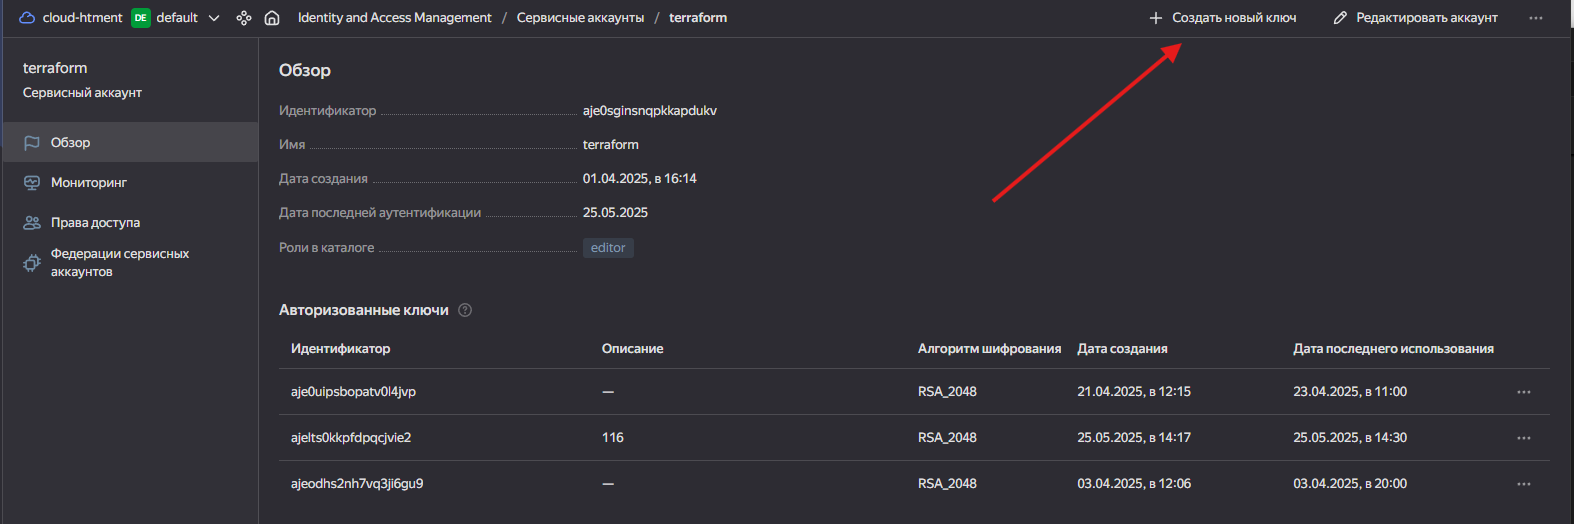 cloud-htment DE default Identity and Access Management / Сервисные аккаунты / terraform + Создать новый ключ Редактировать аккаунт
terraform
Сервисный аккаунт
Обзор
Мониторинг
Права доступа
Федерации сервисных
аккаунтов
Обзор
Идентификатор aje0sginsnqpkkapdukv
Имя terraform
Дата создания 01.04.2025, в 16:14
Дата последней аутентификации 25.05.2025
Роли в каталоге editor
Авторизованные ключи ?
Идентификатор Описание Алгоритм шифрования Дата создания Дата последнего использования
aje0uipsbopatv0l4jvp — RSA_2048 21.04.2025, в 12:15 23.04.2025, в 11:00
ajelts0kkpfdpqcjvie2 116 RSA_2048 25.05.2025, в 14:17 25.05.2025, в 14:30
ajeodhs2nh7vq3ji6gu9 — RSA_2048 03.04.2025, в 12:06 03.04.2025, в 20:00